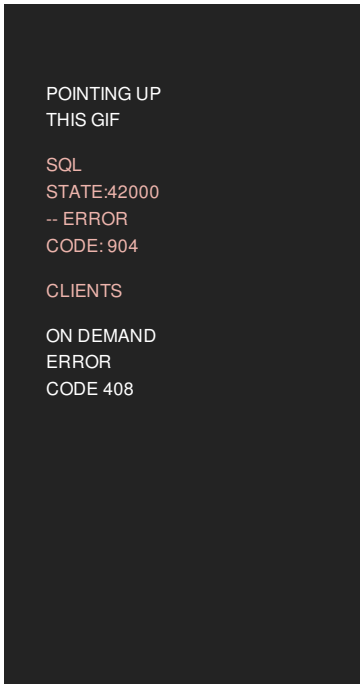 POINTING UP
THIS GIF
SQL
STATE:42000
-- ERROR
CODE: 904
CLIENTS
ON DEMAND
ERROR
CODE 408